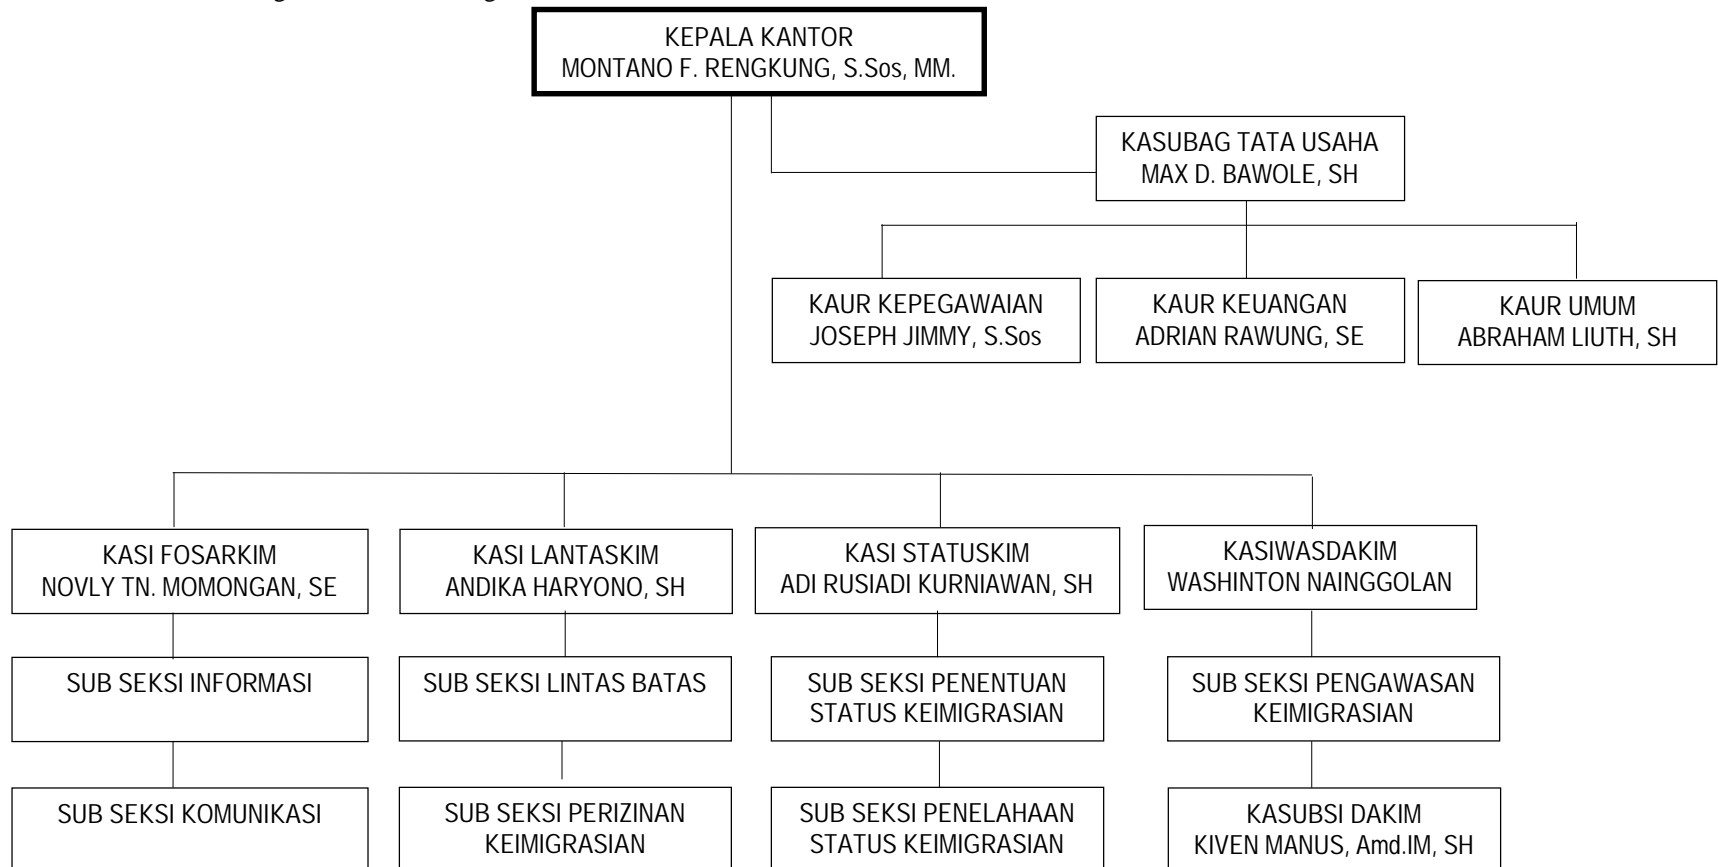 KEPALA KANTOR
MONTANO F. RENGKUNG, S.Sos, MM.
KASUBAG TATA USAHA
MAX D. BAWOLE, SH
KAUR KEPEGAWAIAN
JOSEPH JIMMY, S.Sos
KAUR KEUANGAN
ADRIAN RAWUNG, SE
KAUR UMUM
ABRAHAM LIUTH, SH
KASI FOSARKIM
NOVLY TN. MOMONGAN, SE
KASI LANTASKIM
ANDIKA HARYONO, SH
KASI STATUSKIM
ADI RUSIADI KURNIAWAN, SH
KASIWASDAKIM
WASHINTON NAINGGOLAN
SUB SEKSI INFORMASI
SUB SEKSI LINTAS BATAS
SUB SEKSI PENENTUAN
STATUS KEIMIGRASIAN
SUB SEKSI PENGAWASAN
KEIMIGRASIAN
SUB SEKSI KOMUNIKASI
SUB SEKSI PERIZINAN
KEIMIGRASIAN
SUB SEKSI PENELAHAAN
STATUS KEIMIGRASIAN
KASUBSI DAKIM
KIVEN MANUS, Amd.IM, SH